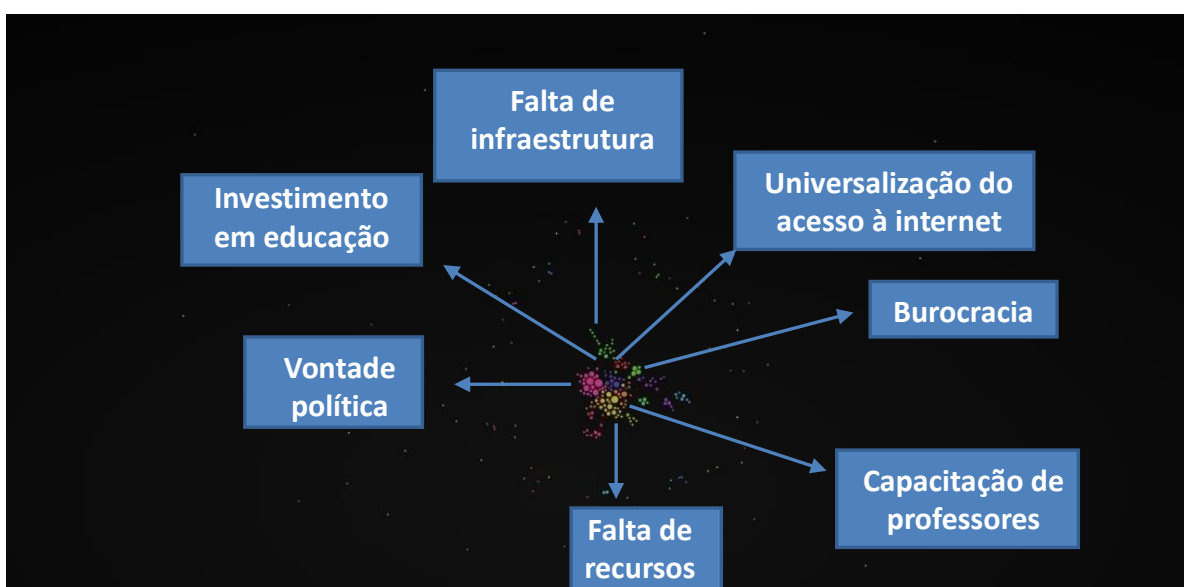 Falta de
infraestrutura
Universalização do
acesso à internet
Investimento
em educação
Burocracia
Vontade
política
Capacitação de
professores
Falta de
recursos